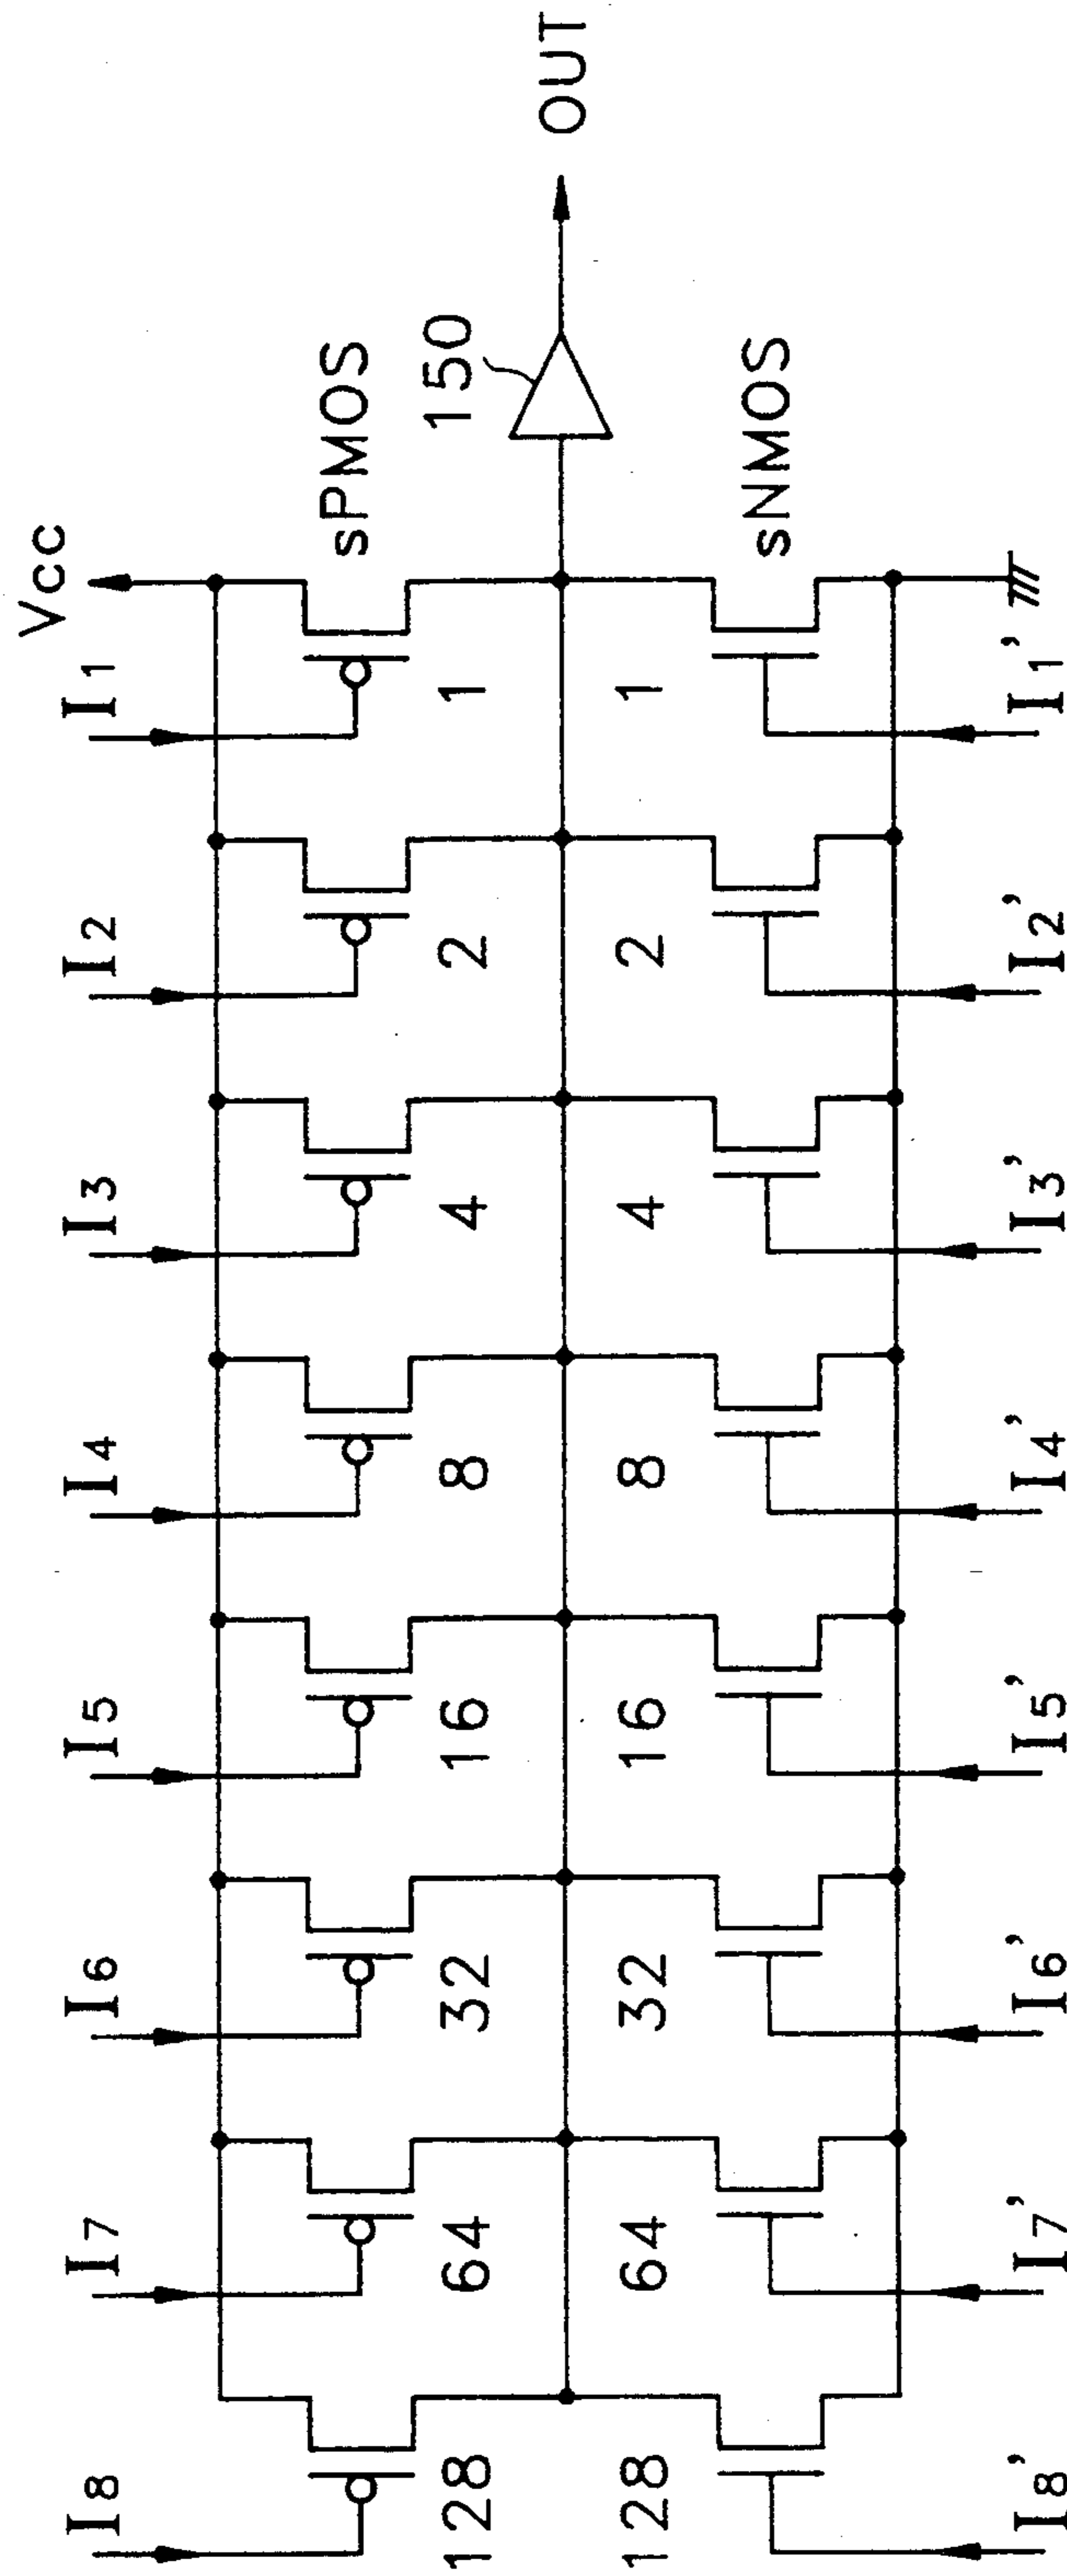 I8 I7 I6 I5 I4 I3 I2 I1 Vcc
sPMOS
128 64 32 16 8 4 2 1
150
OUT
128 64 32 16 8 4 2 1
sNMOS
I8' I7' I6' I5' I4' I3' I2' I1'